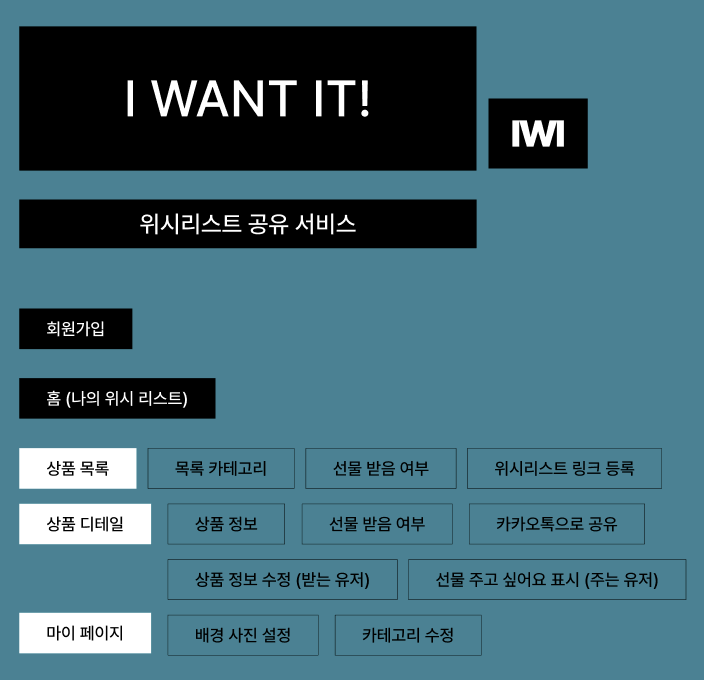 I WANT IT!
IWI
위시리스트 공유 서비스
회원가입
홈 (나의 위시 리스트)
상품 목록 목록 카테고리 선물 받음 여부 위시리스트 링크 등록
상품 디테일 상품 정보 선물 받음 여부 카카오톡으로 공유
상품 정보 수정 (받는 유저) 선물 주고 싶어요 표시 (주는 유저)
마이 페이지 배경 사진 설정 카테고리 수정